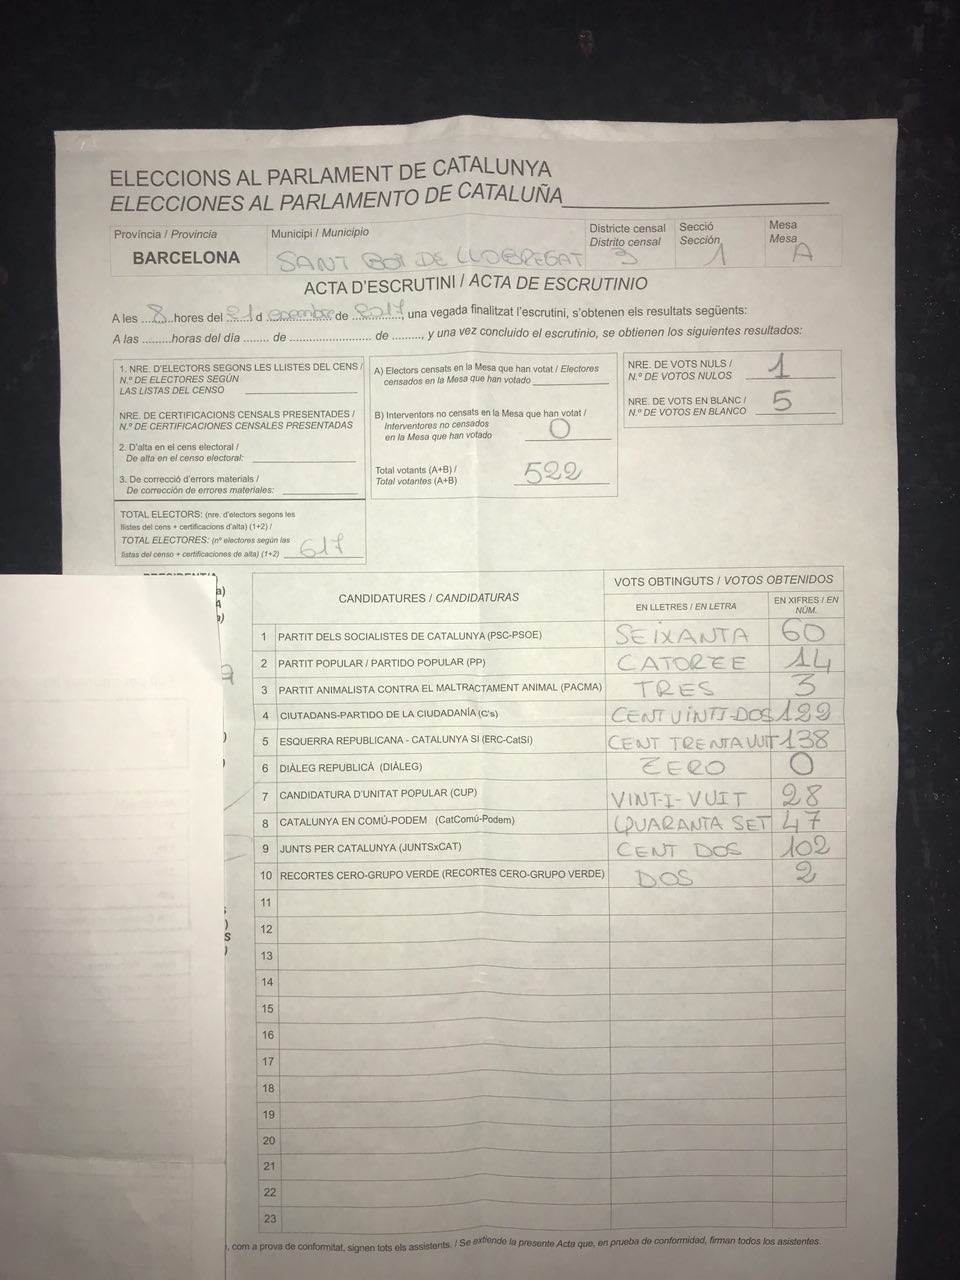 ELECCIONS AL PARLAMENT DE CATALUNYA
ELECCIONES AL PARLAMENTO DE CATALUÑA
Província / Provincia
BARCELONA
Municipi / Municipio
SANT BOI DE LLOBREGAT
Districte censal
Distrito censal
3
Secció
Sección
1
Mesa
Mesa
A
ACTA D'ESCRUTINI / ACTA DE ESCRUTINIO
A les 8 hores del 21 d de 2017, una vegada finalitzat l'escrutini, s'obtenen els resultats següents:
A las .........horas del día ........ de .......................... de ........., y una vez concluido el escrutinio, se obtienen los siguientes resultados:
1. NRE. D'ELECTORS SEGONS LES LLISTES DEL CENS /
N.º DE ELECTORES SEGÚN
LAS LISTAS DEL CENSO
NRE. DE CERTIFICACIONS CENSALS PRESENTADES /
N.º DE CERTIFICACIONES CENSALES PRESENTADAS
2. D'alta en el cens electoral /
De alta en el censo electoral:
3. De correcció d'errors materials /
De corrección de errores materiales:
TOTAL ELECTORS: (nre. d'electors segons les
llistes del cens + certificacions d'alta) (1+2) /
TOTAL ELECTORES: (nº electores según las
listas del censo + certificaciones de alta) (1+2) 617
A) Electors censats en la Mesa que han votat / Electores
censados en la Mesa que han votado
B) Interventors no censats en la Mesa que han votat /
Interventores no censados
en la Mesa que han votado 0
Total votants (A+B) /
Total votantes (A+B) 522
NRE. DE VOTS NULS /
N.º DE VOTOS NULOS 1
NRE. DE VOTS EN BLANC /
N.º DE VOTOS EN BLANCO 5
CANDIDATURES / CANDIDATURAS
VOTS OBTINGUTS / VOTOS OBTENIDOS
EN LLETRES / EN LETRA
EN XIFRES / EN NÚM.
1 PARTIT DELS SOCIALISTES DE CATALUNYA (PSC-PSOE) SEIXANTA 60
2 PARTIT POPULAR / PARTIDO POPULAR (PP) CATORZE 14
3 PARTIT ANIMALISTA CONTRA EL MALTRACTAMENT ANIMAL (PACMA) TRES 3
4 CIUTADANS-PARTIDO DE LA CIUDADANÍA (C's) CENT VINTI-DOS 122
5 ESQUERRA REPUBLICANA - CATALUNYA SI (ERC-CatSí) CENT TRENTA VUIT 138
6 DIÀLEG REPUBLICÀ (DIÀLEG) ZERO 0
7 CANDIDATURA D'UNITAT POPULAR (CUP) VINT-I-VUIT 28
8 CATALUNYA EN COMÚ-PODEM (CatComú-Podem) QUARANTA SET 47
9 JUNTS PER CATALUNYA (JUNTSxCAT) CENT DOS 102
10 RECORTES CERO-GRUPO VERDE (RECORTES CERO-GRUPO VERDE) DOS 2
11
12
13
14
15
16
17
18
19
20
21
22
23
, com a prova de conformitat, signen tots els assistents. / Se extiende la presente Acta que, en prueba de conformidad, firman todos los asistentes.